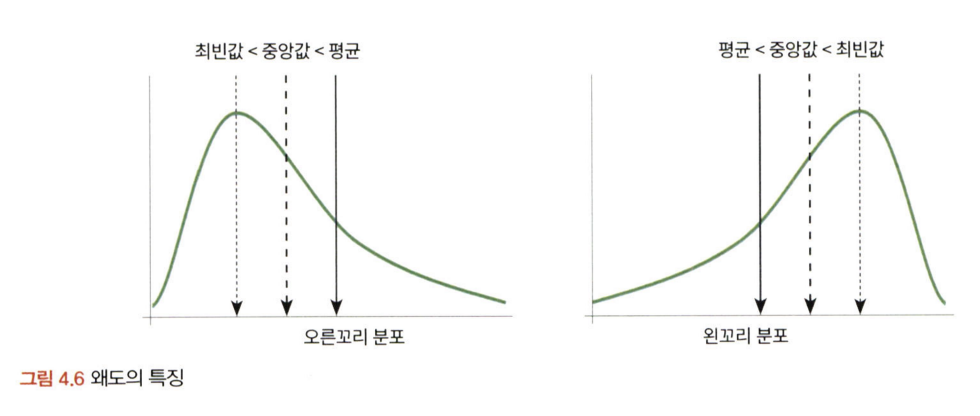 최빈값 < 중앙값 < 평균
평균 < 중앙값 < 최빈값
오른꼬리 분포
왼꼬리 분포
그림 4.6 왜도의 특징